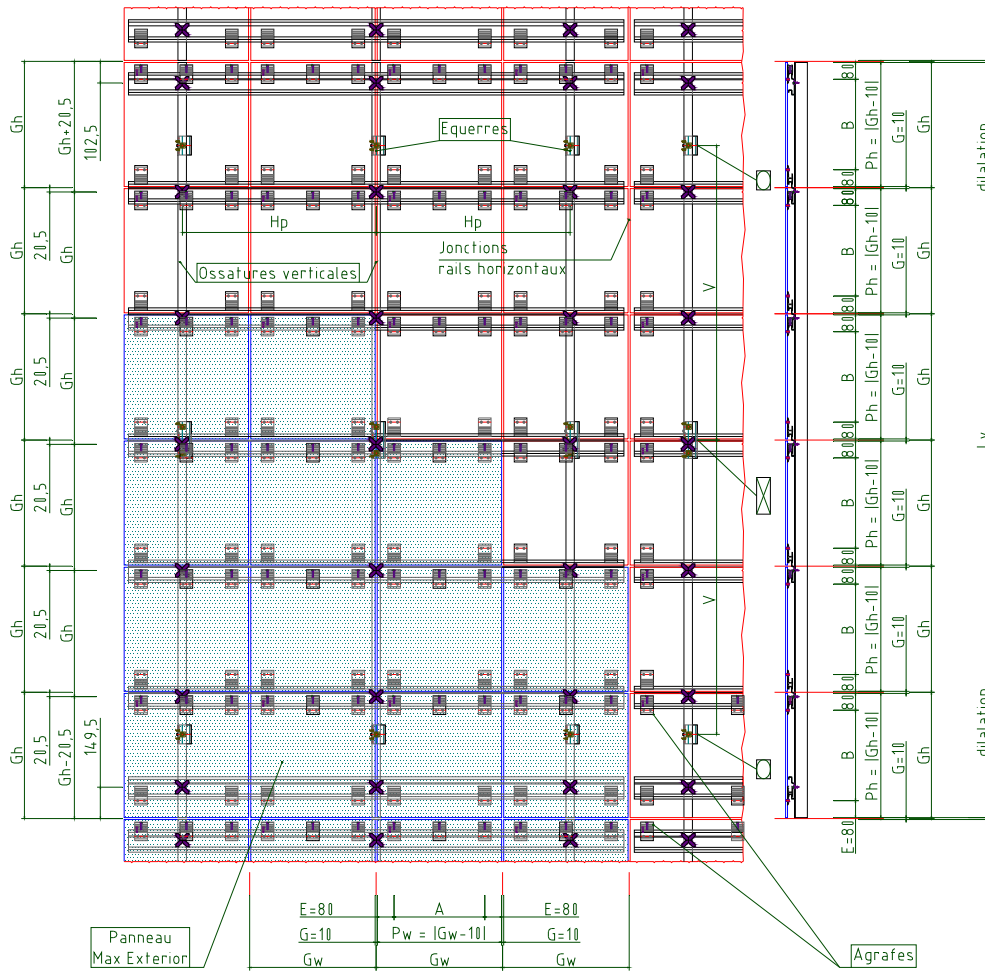 Equerres
Hp
Hp
Jonctions
rails horizontaux
Ossatures verticales
V
V
Gh
Gh+20,5
102,5
Gh
20,5
Gh
Gh
20,5
Gh
Gh
20,5
Gh
Gh
20,5
Gh
Gh
20,5
Gh-20,5
149,5
E=80
B
Ph = |Gh-10|
G=10
Gh
dilalation
80
80
B
Ph = |Gh-10|
G=10
Gh
80
80
B
Ph = |Gh-10|
G=10
Gh
80
80
B
Ph = |Gh-10|
G=10
Gh
80
80
B
Ph = |Gh-10|
G=10
Gh
80
80
B
Ph = |Gh-10|
G=10
Gh
dilalation
E=80
E=80
A
E=80
G=10
Pw = |Gw-10|
G=10
Gw
Gw
Gw
Panneau
Max Exterior
Agrafes